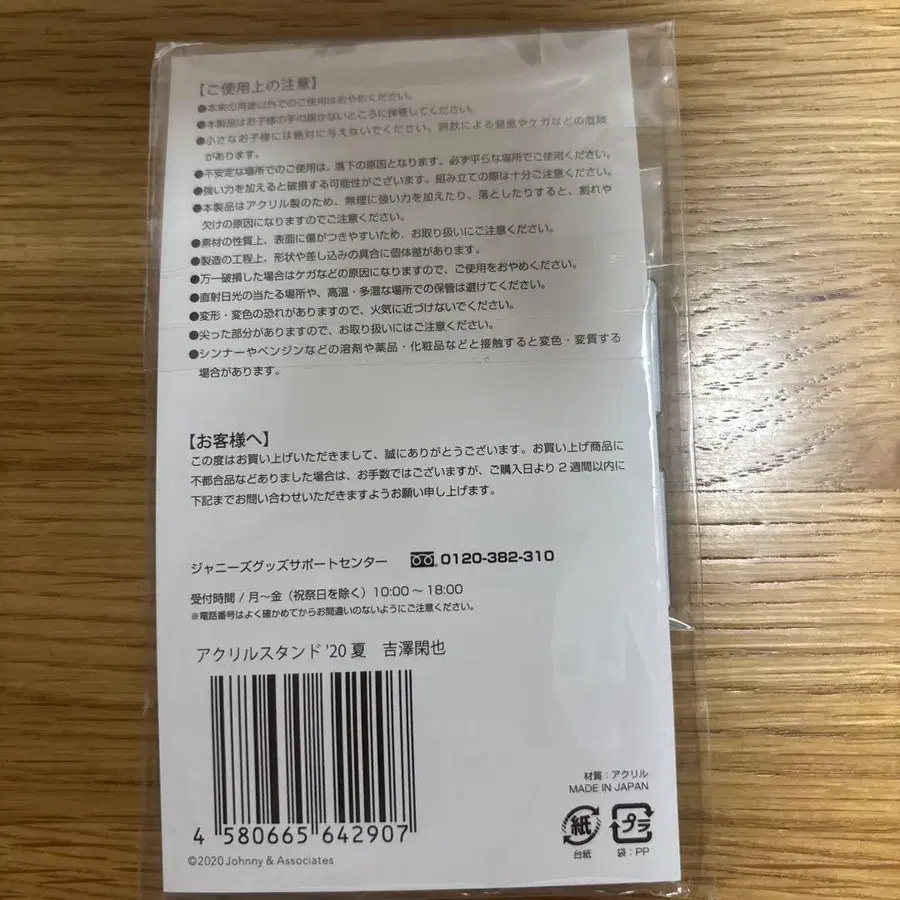 【ご使用上の注意】
●本来の用途以外でのご使用はおやめください。
●本製品はお子様の手の届かないところに保管してください。
●小さなお子様には絶対に与えないでください。誤飲による窒息やケガなどの危険
があります。
●不安定な場所でのご使用は、落下の原因となります。必ず平らな場所でご使用ください。
●強い力を加えると破損する可能性がございます。組み立ての際は十分ご注意ください。
●本製品はアクリル製のため、無理に強い力を加えたり、落としたりすると、割れや
欠けの原因になりますのでご注意ください。
●素材の性質上、表面に傷がつきやすいため、お取り扱いにご注意ください。
●製造の工程上、形状や差し込みの具合に個体差があります。
●万一破損した場合はケガなどの原因になりますので、ご使用をおやめください。
●直射日光の当たる場所や、高温・多湿な場所での保管は避けてください。
●変形・変色の恐れがありますので、火気に近づけないでください。
●尖った部分がありますので、お取り扱いにはご注意ください。
●シンナーやベンジンなどの溶剤や薬品・化粧品などと接触すると変色・変質する
場合があります。
【お客様へ】
この度はお買い上げいただきまして、誠にありがとうございます。お買い上げ商品に
不都合品などありました場合は、お手数ではございますが、ご購入日より2週間以内に
下記までお問い合わせいただきますようお願い申し上げます。
ジャニーズグッズサポートセンター 0120-382-310
受付時間 / 月〜金（祝祭日を除く）10:00〜18:00
※電話番号はよく確かめてからお間違いのないようにご注意ください。
アクリルスタンド '20 夏 吉澤閑也
4 580665 642907
©2020 Johnny & Associates
材質：アクリル
MADE IN JAPAN
紙 プラ
台紙 袋：PP